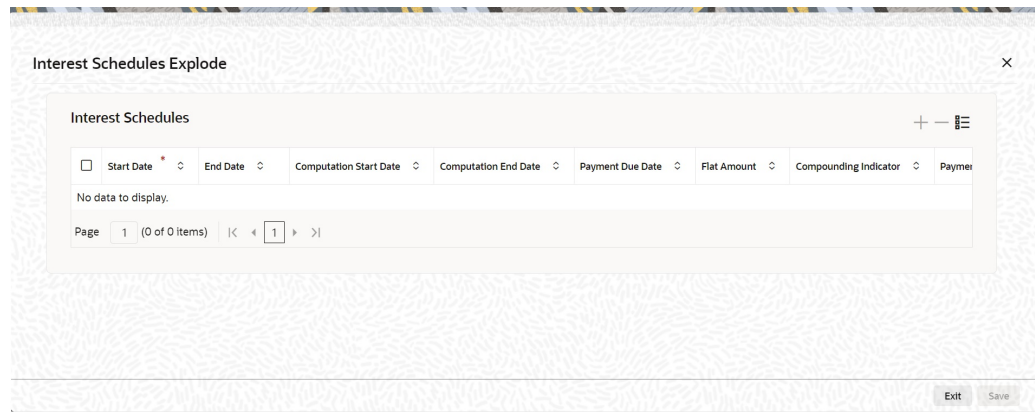 Interest Schedules Explode
Interest Schedules
Start Date * End Date Computation Start Date Computation End Date Payment Due Date Flat Amount Compounding Indicator
No data to display.
Page 1 (0 of 0 items) 1
Exit Save